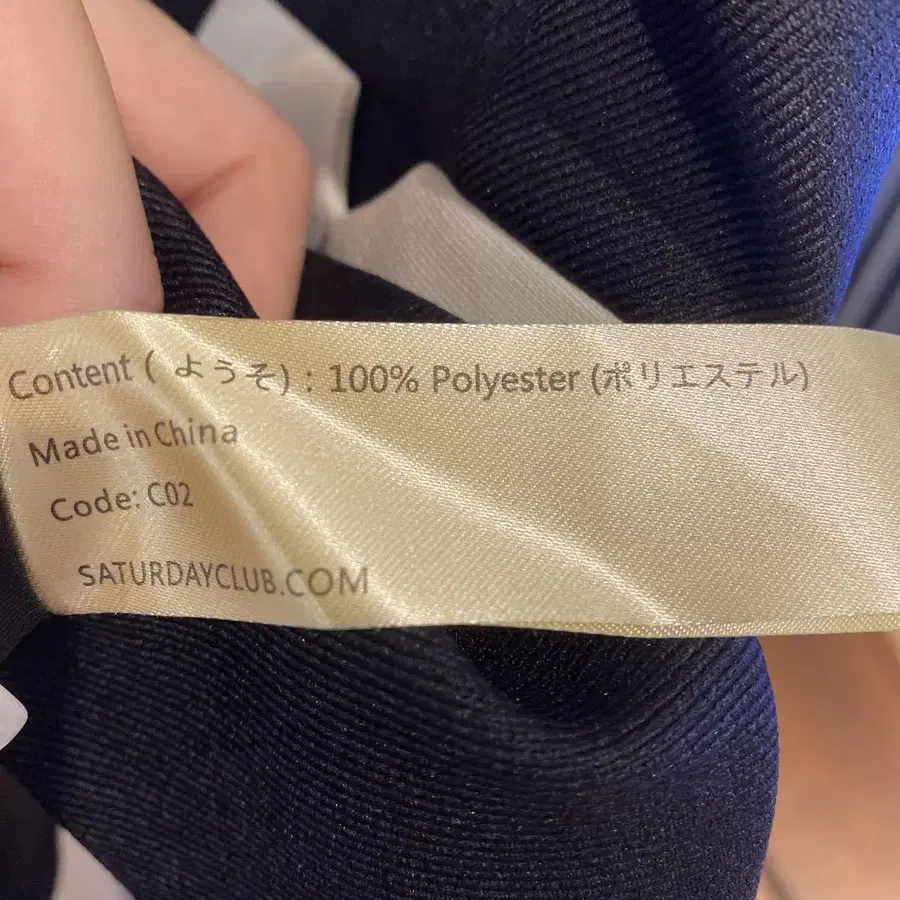 Content (ようそ) : 100% Polyester (ポリエステル)
Made in China
Code: C02
SATURDAYCLUB.COM